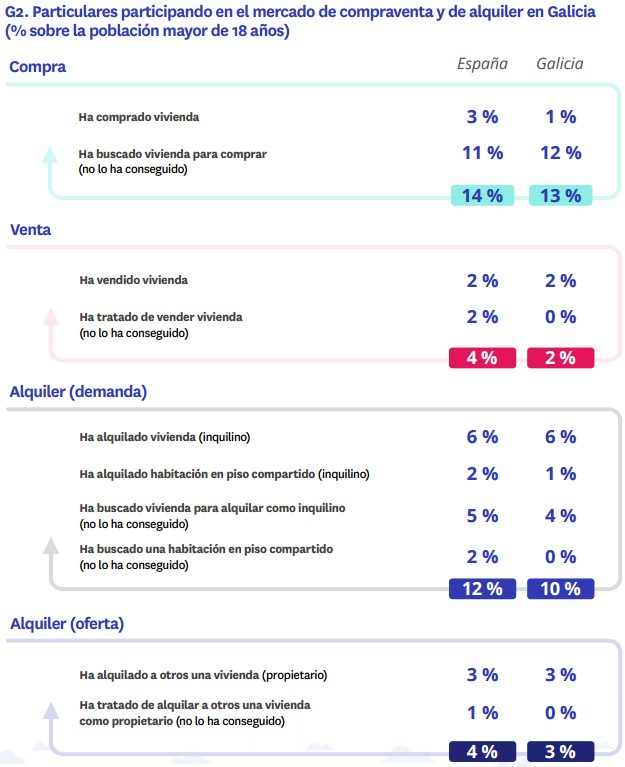 G2. Particulares participando en el mercado de compraventa y de alquiler en Galicia
(% sobre la población mayor de 18 años)
Compra España Galicia
Ha comprado vivienda 3 % 1 %
Ha buscado vivienda para comprar 11 % 12 %
(no lo ha conseguido)
14 % 13 %
Venta
Ha vendido vivienda 2 % 2 %
Ha tratado de vender vivienda 2 % 0 %
(no lo ha conseguido)
4 % 2 %
Alquiler (demanda)
Ha alquilado vivienda (inquilino) 6 % 6 %
Ha alquilado habitación en piso compartido (inquilino) 2 % 1 %
Ha buscado vivienda para alquilar como inquilino 5 % 4 %
(no lo ha conseguido)
Ha buscado una habitación en piso compartido 2 % 0 %
(no lo ha conseguido)
12 % 10 %
Alquiler (oferta)
Ha alquilado a otros una vivienda (propietario) 3 % 3 %
Ha tratado de alquilar a otros una vivienda 1 % 0 %
como propietario (no lo ha conseguido)
4 % 3 %